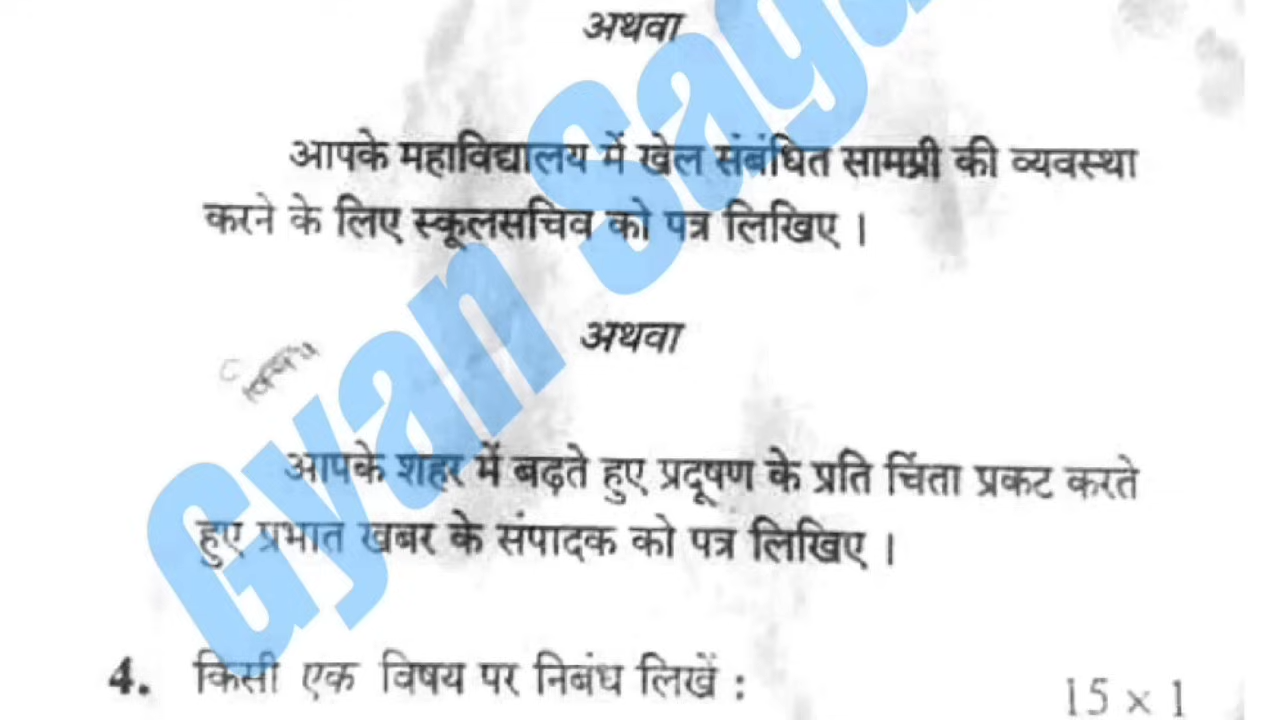 अथवा
आपके महाविद्यालय में खेल संबंधित सामग्री की व्यवस्था
करने के लिए स्कूलसचिव को पत्र लिखिए ।
अथवा
आपके शहर में बढ़ते हुए प्रदूषण के प्रति चिंता प्रकट करते
हुए प्रभात खबर के संपादक को पत्र लिखिए ।
4. किसी एक विषय पर निबंध लिखें : 15 × 1
Gyan Saga